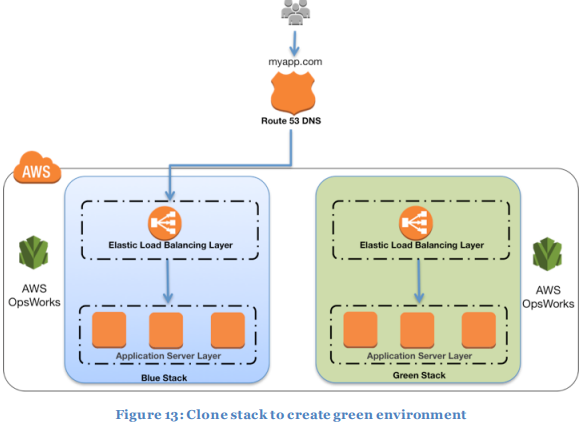 myapp.com
Route 53 DNS
AWS
Elastic Load Balancing Layer
Elastic Load Balancing Layer
AWS
OpsWorks
AWS
OpsWorks
Application Server Layer
Application Server Layer
Blue Stack
Green Stack
Figure 13: Clone stack to create green environment